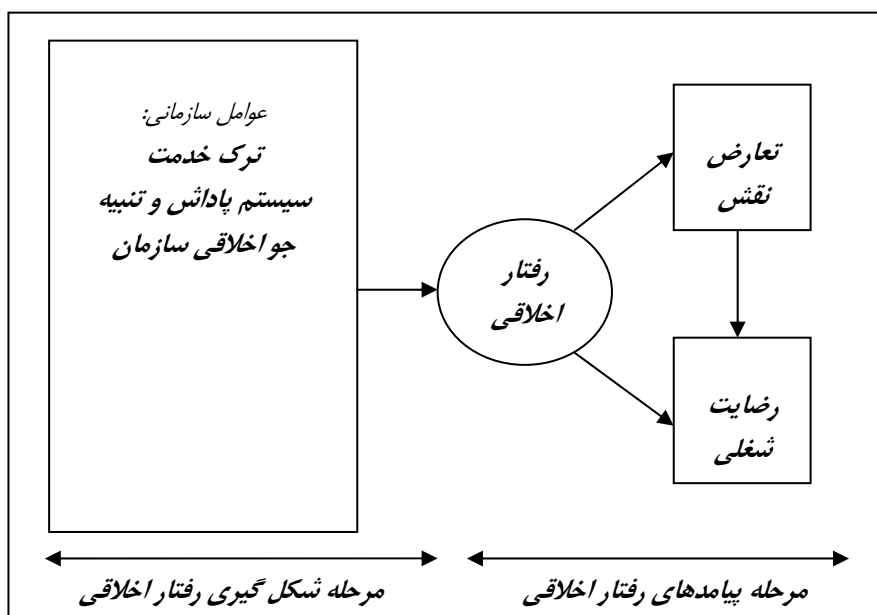 عوامل سازمانی:
ترک خدمت
سیستم پاداش و تنبیه
جو اخلاقی سازمان
رفتار
اخلاقی
تعارض
نقش
رضایت
شغلی
مرحله شکل گیری رفتار اخلاقی
مرحله پیامدهای رفتار اخلاقی